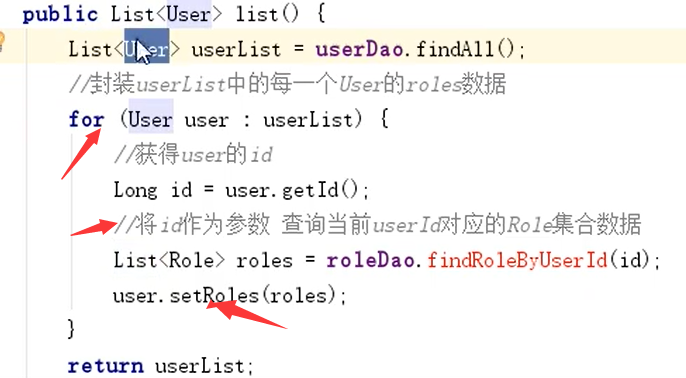 public List<User> list() {
List<User> userList = userDao.findAll();
//封装userList中的每一个User的roles数据
for (User user : userList) {
//获得user的id
Long id = user.getId();
//将id作为参数 查询当前userId对应的Role集合数据
List<Role> roles = roleDao.findRoleByUserId(id);
user.setRoles(roles);
}
return userList;